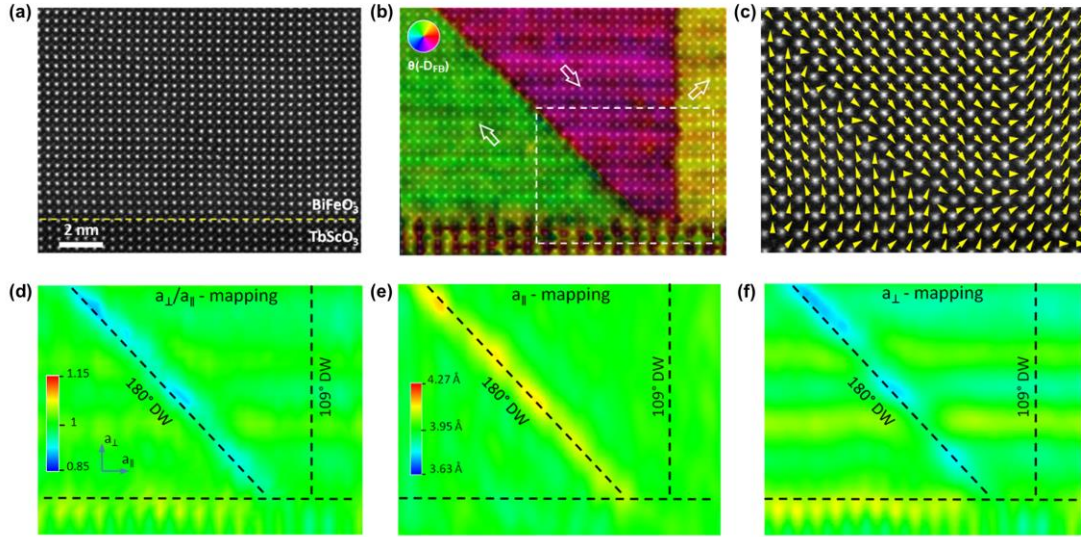 (a)
BiFeO₃
TbScO₃
2 nm
(b)
θ(-D_FB)
(c)
(d)
a⊥/a∥ - mapping
1.15
1
0.85
a⊥
a∥
180° DW
109° DW
(e)
a∥ - mapping
4.27 Å
3.95 Å
3.63 Å
180° DW
109° DW
(f)
a⊥ - mapping
180° DW
109° DW